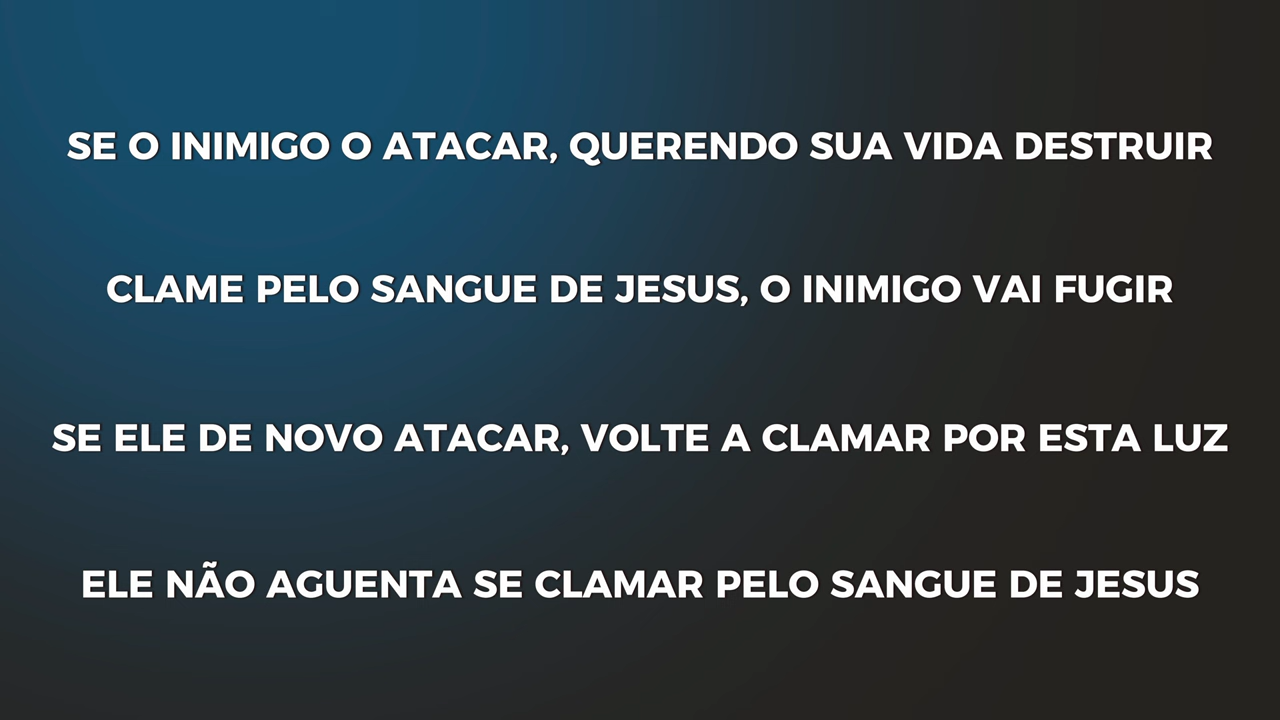 SE O INIMIGO O ATACAR, QUERENDO SUA VIDA DESTRUIR
CLAME PELO SANGUE DE JESUS, O INIMIGO VAI FUGIR
SE ELE DE NOVO ATACAR, VOLTE A CLAMAR POR ESTA LUZ
ELE NÃO AGUENTA SE CLAMAR PELO SANGUE DE JESUS